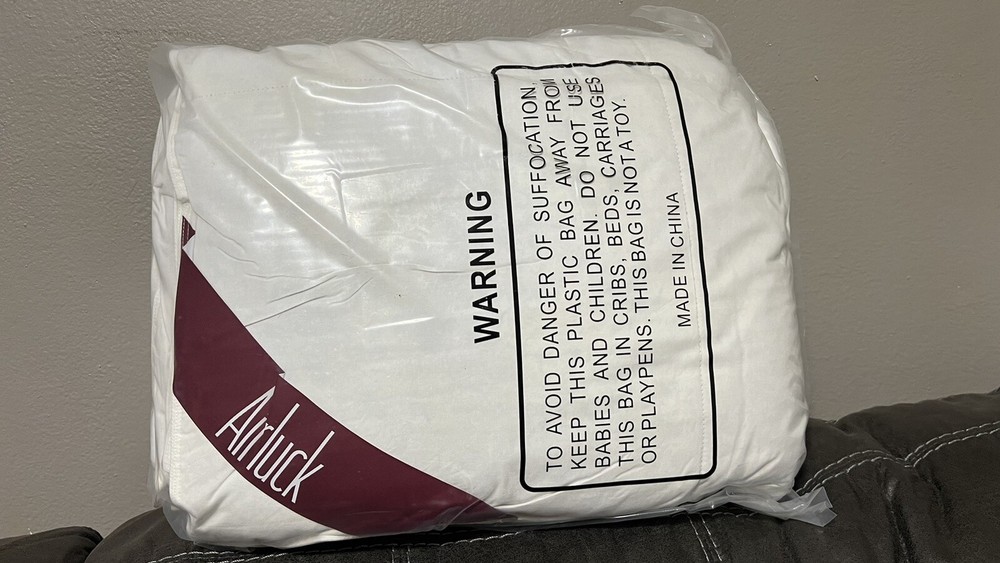 Airluck
WARNING
TO AVOID DANGER OF SUFFOCATION,
KEEP THIS PLASTIC BAG AWAY FROM
BABIES AND CHILDREN. DO NOT USE
THIS BAG IN CRIBS, BEDS, CARRIAGES
OR PLAYPENS. THIS BAG IS NOT A TOY.
MADE IN CHINA